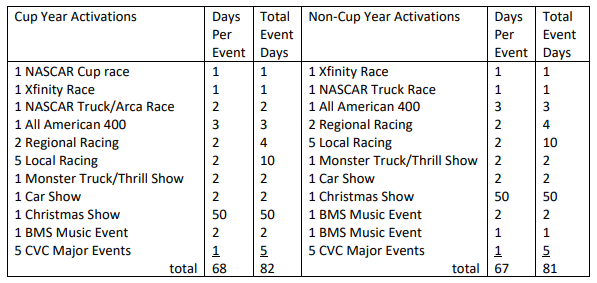 Cup Year Activations Days Total Non-Cup Year Activations Days Total
Per Event Per Event
Event Days Event Days
1 NASCAR Cup race 1 1 1 Xfinity Race 1 1
1 Xfinity Race 1 1 1 NASCAR Truck Race 1 1
1 NASCAR Truck/Arca Race 2 2 1 All American 400 3 3
1 All American 400 3 3 2 Regional Racing 2 4
2 Regional Racing 2 4 5 Local Racing 2 10
5 Local Racing 2 10 1 Monster Truck/Thrill Show 2 2
1 Monster Truck/Thrill Show 2 2 1 Car Show 2 2
1 Car Show 2 2 1 Christmas Show 50 50
1 Christmas Show 50 50 1 BMS Music Event 2 2
1 BMS Music Event 2 2 1 BMS Music Event 1 1
5 CVC Major Events 1 5 5 CVC Major Events 1 5
total 68 82 total 67 81